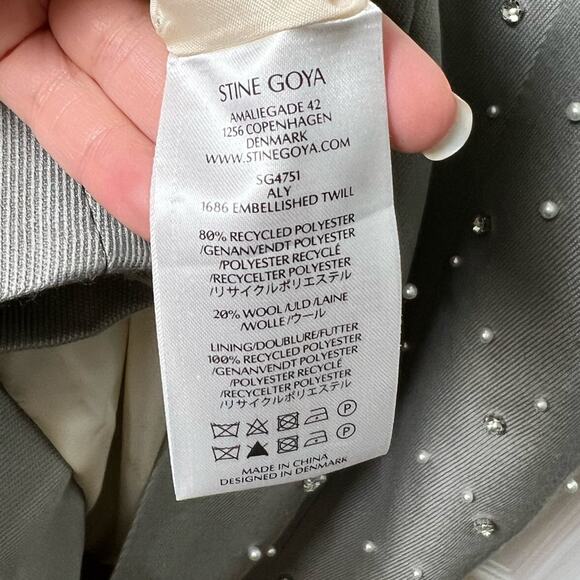 STINE GOYA
AMALIEGADE 42
1256 COPENHAGEN
DENMARK
WWW.STINEGOYA.COM
SG4751
ALY
1686 EMBELLISHED TWILL
80% RECYCLED POLYESTER
/GENANVENDT POLYESTER
/POLYESTER RECYCLÉ
/RECYCELTER POLYESTER
/リサイクルポリエステル
20% WOOL/ULD/LAINE
/WOLLE/ウール
LINING/DOUBLURE/FUTTER
100% RECYCLED POLYESTER
/GENANVENDT POLYESTER
/POLYESTER RECYCLÉ
/RECYCELTER POLYESTER
/リサイクルポリエステル
P
P
MADE IN CHINA
DESIGNED IN DENMARK